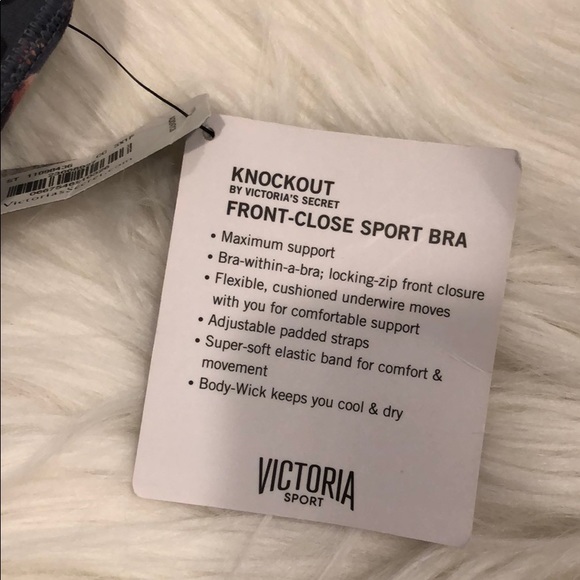 KNOCKOUT
BY VICTORIA'S SECRET
FRONT-CLOSE SPORT BRA
• Maximum support
• Bra-within-a-bra; locking-zip front closure
• Flexible, cushioned underwire moves
with you for comfortable support
• Adjustable padded straps
• Super-soft elastic band for comfort &
movement
• Body-Wick keeps you cool & dry
VICTORIA
SPORT